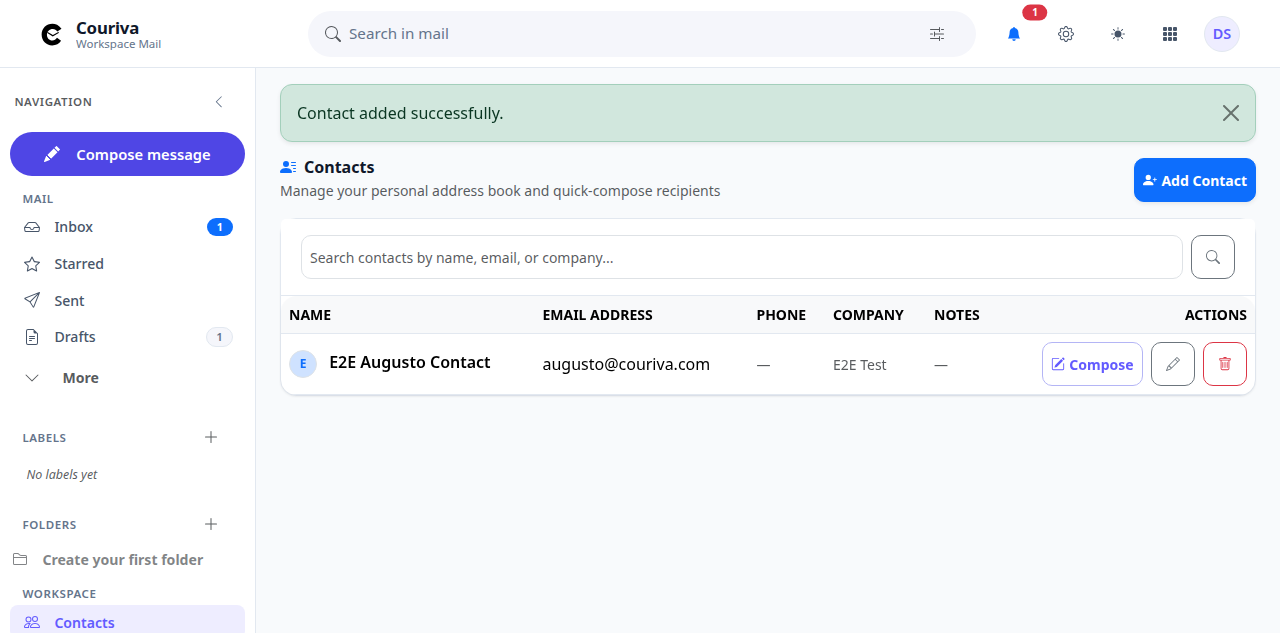 Couriva
Workspace Mail
Search in mail
1
DS
NAVIGATION
Compose message
MAIL
Inbox 1
Starred
Sent
Drafts 1
More
LABELS
No labels yet
FOLDERS
Create your first folder
WORKSPACE
Contacts
Contact added successfully.
Contacts
Manage your personal address book and quick-compose recipients
Add Contact
Search contacts by name, email, or company...
NAME EMAIL ADDRESS PHONE COMPANY NOTES ACTIONS
E E2E Augusto Contact augusto@couriva.com — E2E Test — Compose